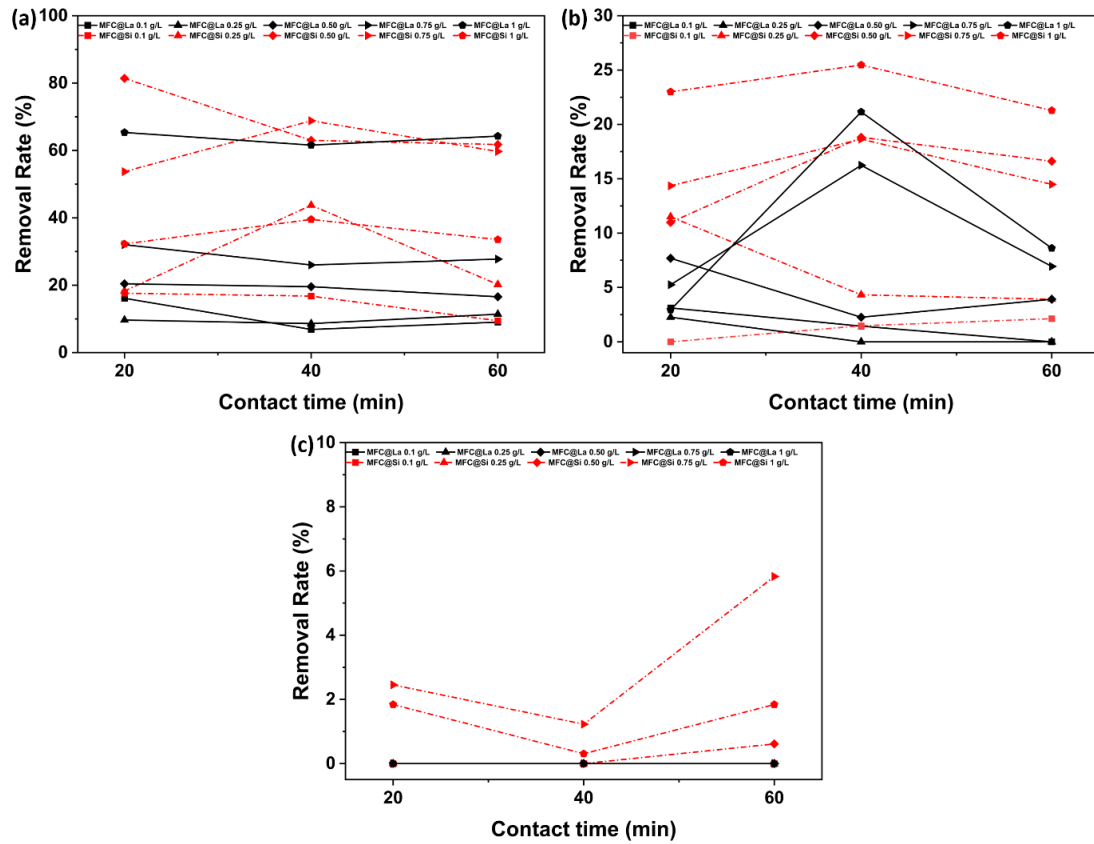 (a)
MFC@La 0.1 g/L MFC@La 0.25 g/L MFC@La 0.50 g/L MFC@La 0.75 g/L MFC@La 1 g/L
MFC@Si 0.1 g/L MFC@Si 0.25 g/L MFC@Si 0.50 g/L MFC@Si 0.75 g/L MFC@Si 1 g/L
Removal Rate (%)
100
80
60
40
20
0
20 40 60
Contact time (min)
(b)
MFC@La 0.1 g/L MFC@La 0.25 g/L MFC@La 0.50 g/L MFC@La 0.75 g/L MFC@La 1 g/L
MFC@Si 0.1 g/L MFC@Si 0.25 g/L MFC@Si 0.50 g/L MFC@Si 0.75 g/L MFC@Si 1 g/L
Removal Rate (%)
30
25
20
15
10
5
0
20 40 60
Contact time (min)
(c)
MFC@La 0.1 g/L MFC@La 0.25 g/L MFC@La 0.50 g/L MFC@La 0.75 g/L MFC@La 1 g/L
MFC@Si 0.1 g/L MFC@Si 0.25 g/L MFC@Si 0.50 g/L MFC@Si 0.75 g/L MFC@Si 1 g/L
Removal Rate (%)
10
8
6
4
2
0
20 40 60
Contact time (min)